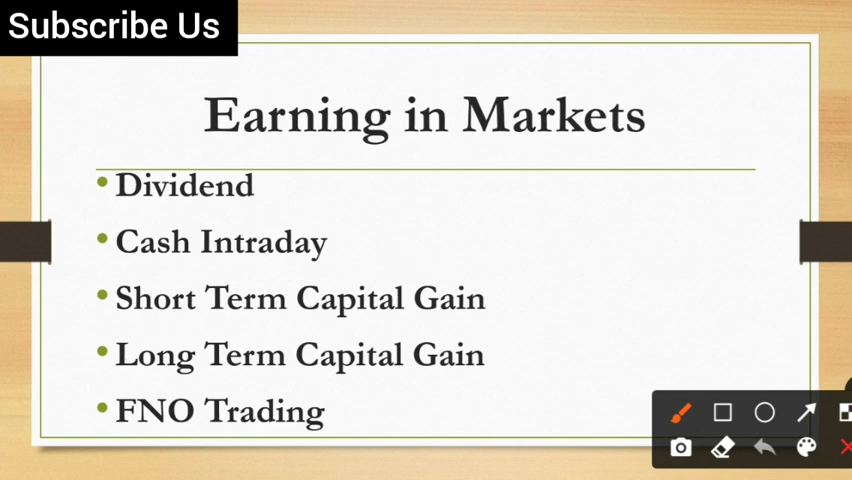 Subscribe Us
Earning in Markets
• Dividend
• Cash Intraday
• Short Term Capital Gain
• Long Term Capital Gain
• FNO Trading